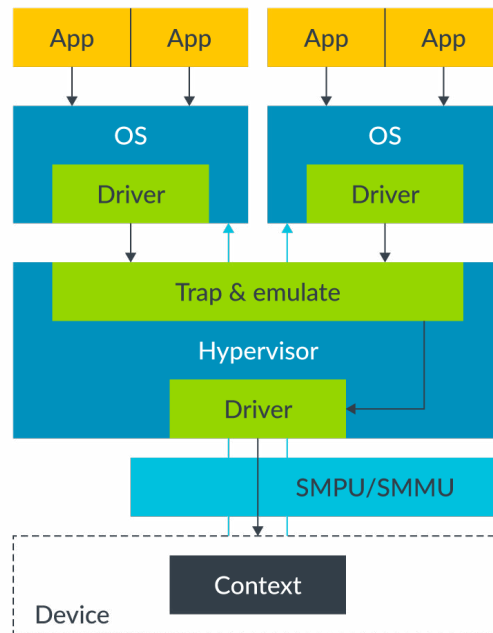 App App App App
OS OS
Driver Driver
Trap & emulate
Hypervisor
Driver
SMPU/SMMU
Context
Device